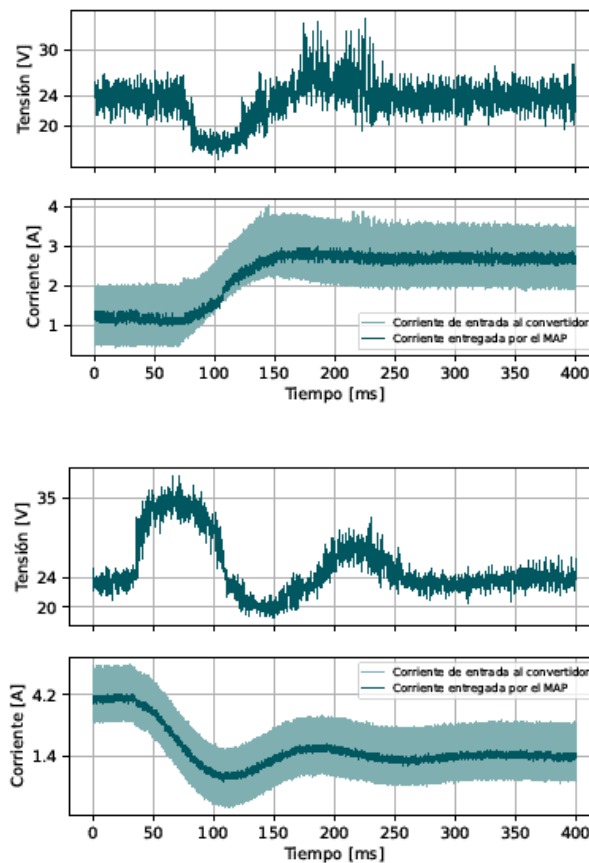 Tensión [V]
30
24
20
Corriente [A]
4
3
2
1
Corriente de entrada al convertidor
Corriente entregada por el MAP
0 50 100 150 200 250 300 350 400
Tiempo [ms]
Tensión [V]
35
24
20
Corriente [A]
4.2
1.4
Corriente de entrada al convertidor
Corriente entregada por el MAP
0 50 100 150 200 250 300 350 400
Tiempo [ms]